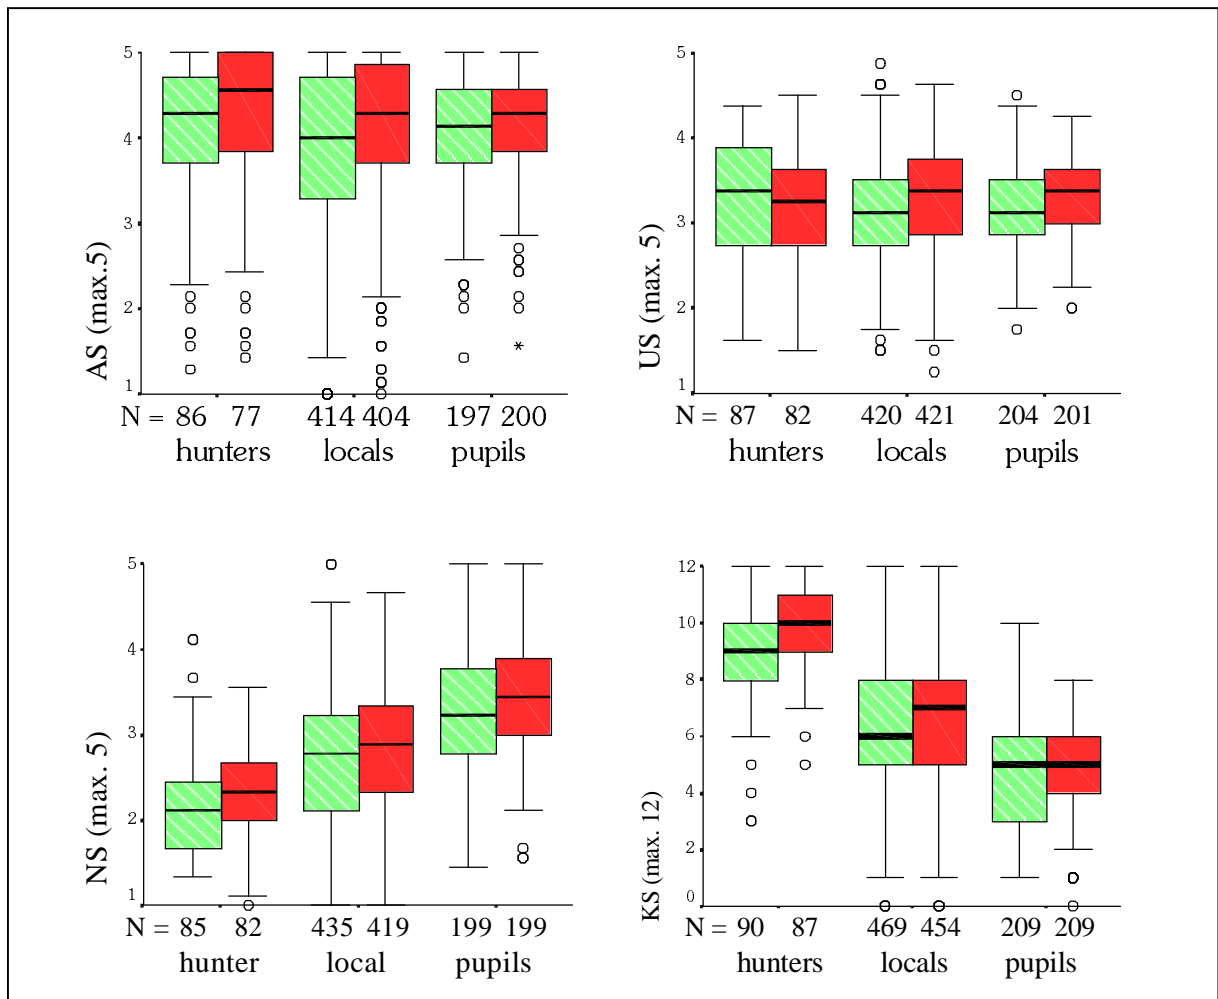 AS (max.5)
5
4
3
2
1
N = 86 77 414 404 197 200
hunters locals pupils
US (max. 5)
5
4
3
2
1
N = 87 82 420 421 204 201
hunters locals pupils
NS (max. 5)
5
4
3
2
1
N = 85 82 435 419 199 199
hunter local pupils
KS (max. 12)
12
10
8
6
4
2
0
N = 90 87 469 454 209 209
hunters locals pupils